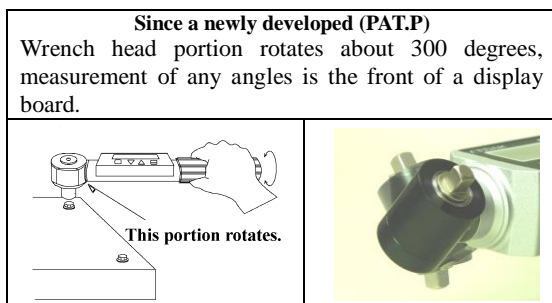 Since a newly developed (PAT.P)
Wrench head portion rotates about 300 degrees,
measurement of any angles is the front of a display
board.
This portion rotates.